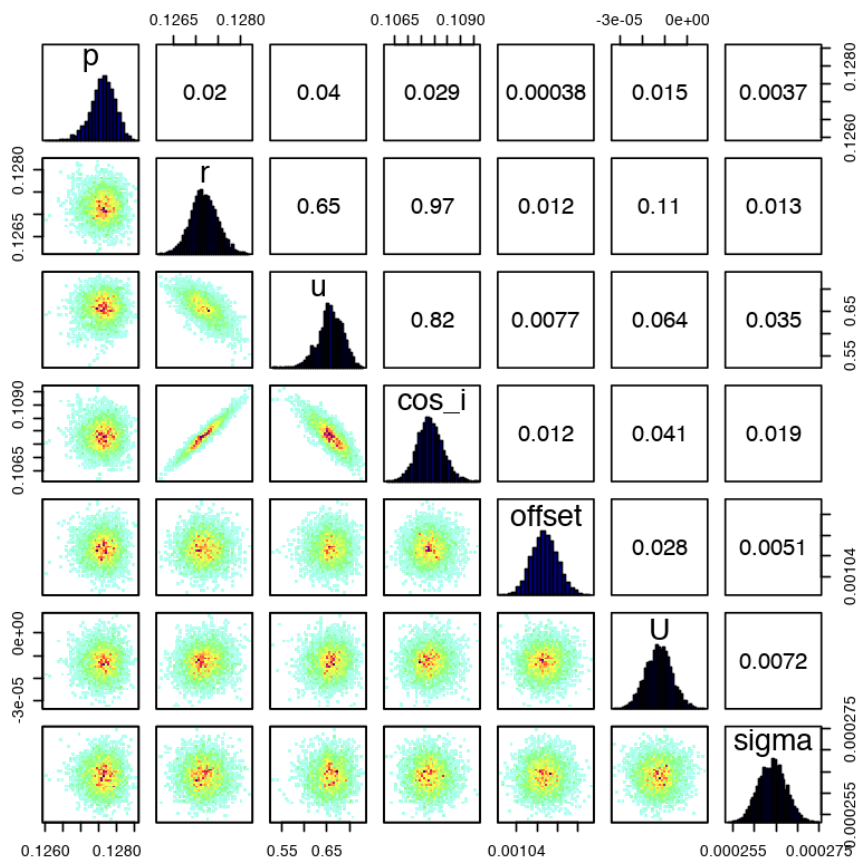 0.1265 0.1280 0.1065 0.1090 -3e-05 0e+00
p 0.02 0.04 0.029 0.00038 0.015 0.0037
0.1260 0.1280
r 0.65 0.97 0.012 0.11 0.013
0.1265 0.1280
u 0.82 0.0077 0.064 0.035
0.55 0.65
cos_i 0.012 0.041 0.019
0.1065 0.1090
offset 0.028 0.0051
0.00104
U 0.0072
-3e-05 0e+00
sigma
0.000255 0.000275
0.1260 0.1280 0.55 0.65 0.00104 0.000255 0.000275